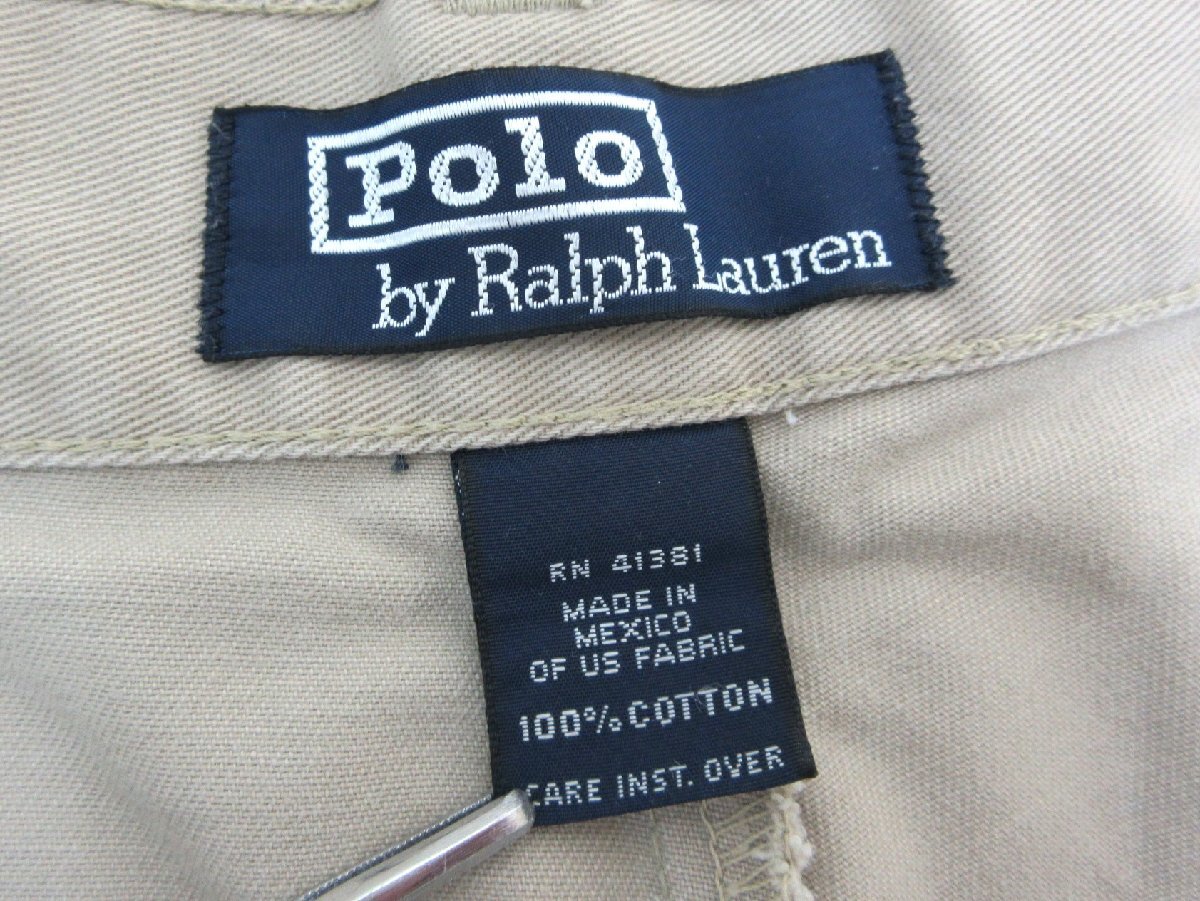 Polo
by Ralph Lauren
RN 41381
MADE IN
MEXICO
OF US FABRIC
100% COTTON
CARE INST. OVER